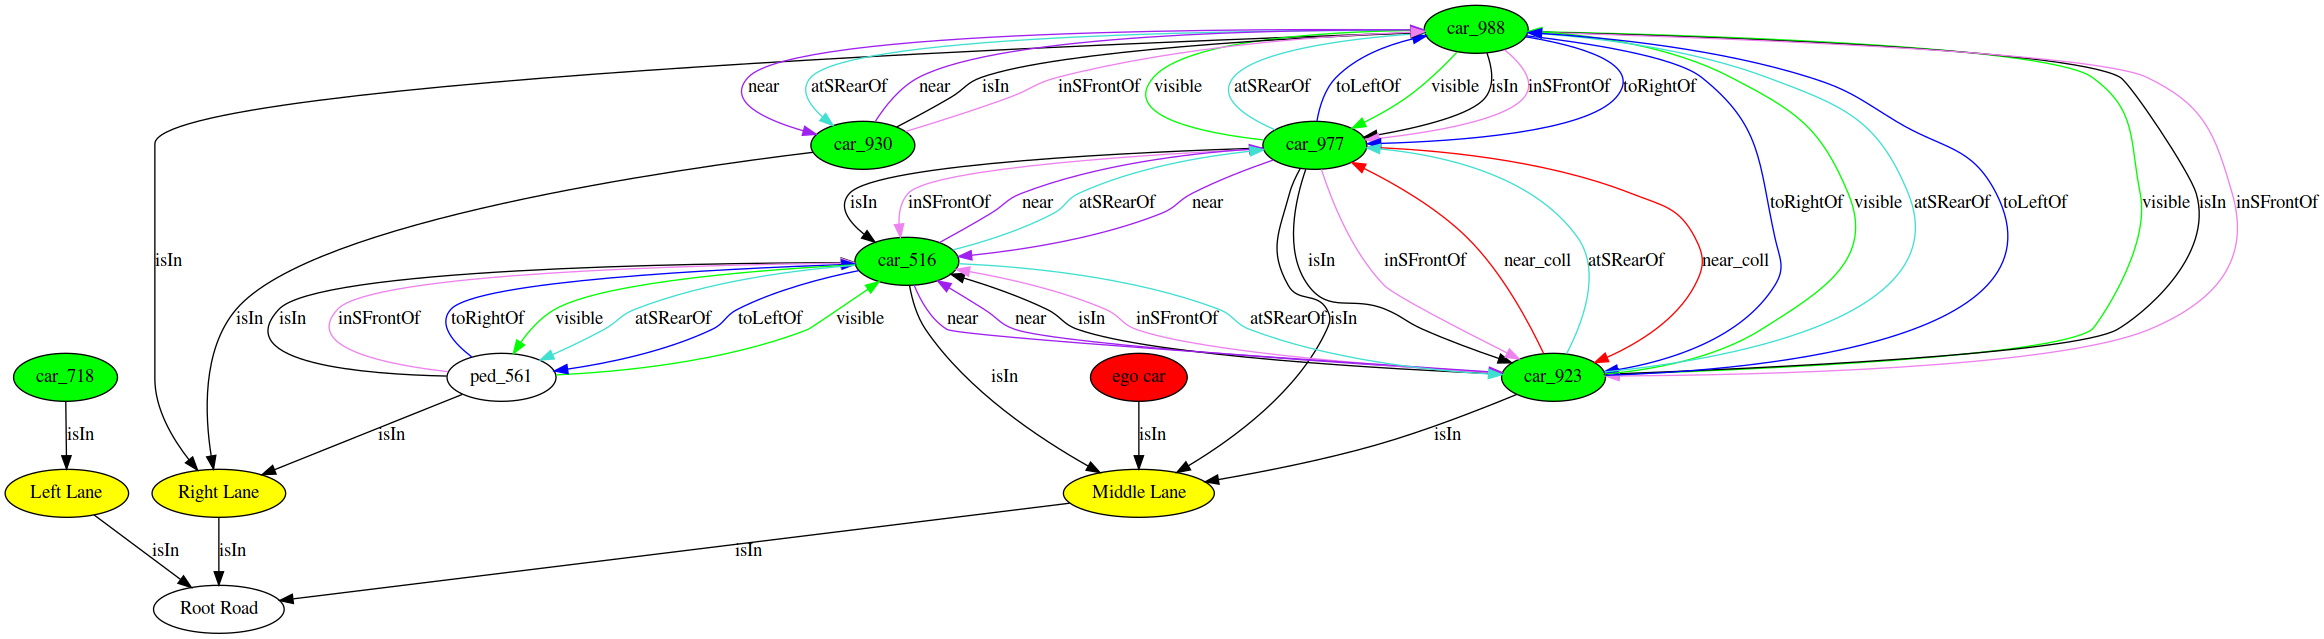 car_988
near
atSRearOf
near
isIn
inSFrontOf
visible
atSRearOf
toLeftOf
visible
isIn
inSFrontOf
toRightOf
car_930
car_977
isIn
inSFrontOf
near
atSRearOf
near
toRightOf
visible
atSRearOf
toLeftOf
visible
isIn
inSFrontOf
isIn
car_516
isIn
inSFrontOf
near_coll
atSRearOf
near_coll
isIn
isIn
inSFrontOf
toRightOf
visible
atSRearOf
toLeftOf
visible
near
near
isIn
inSFrontOf
atSRearOf
isIn
car_718
ped_561
isIn
ego car
car_923
isIn
isIn
isIn
isIn
Left Lane
Right Lane
Middle Lane
isIn
isIn
isIn
Root Road